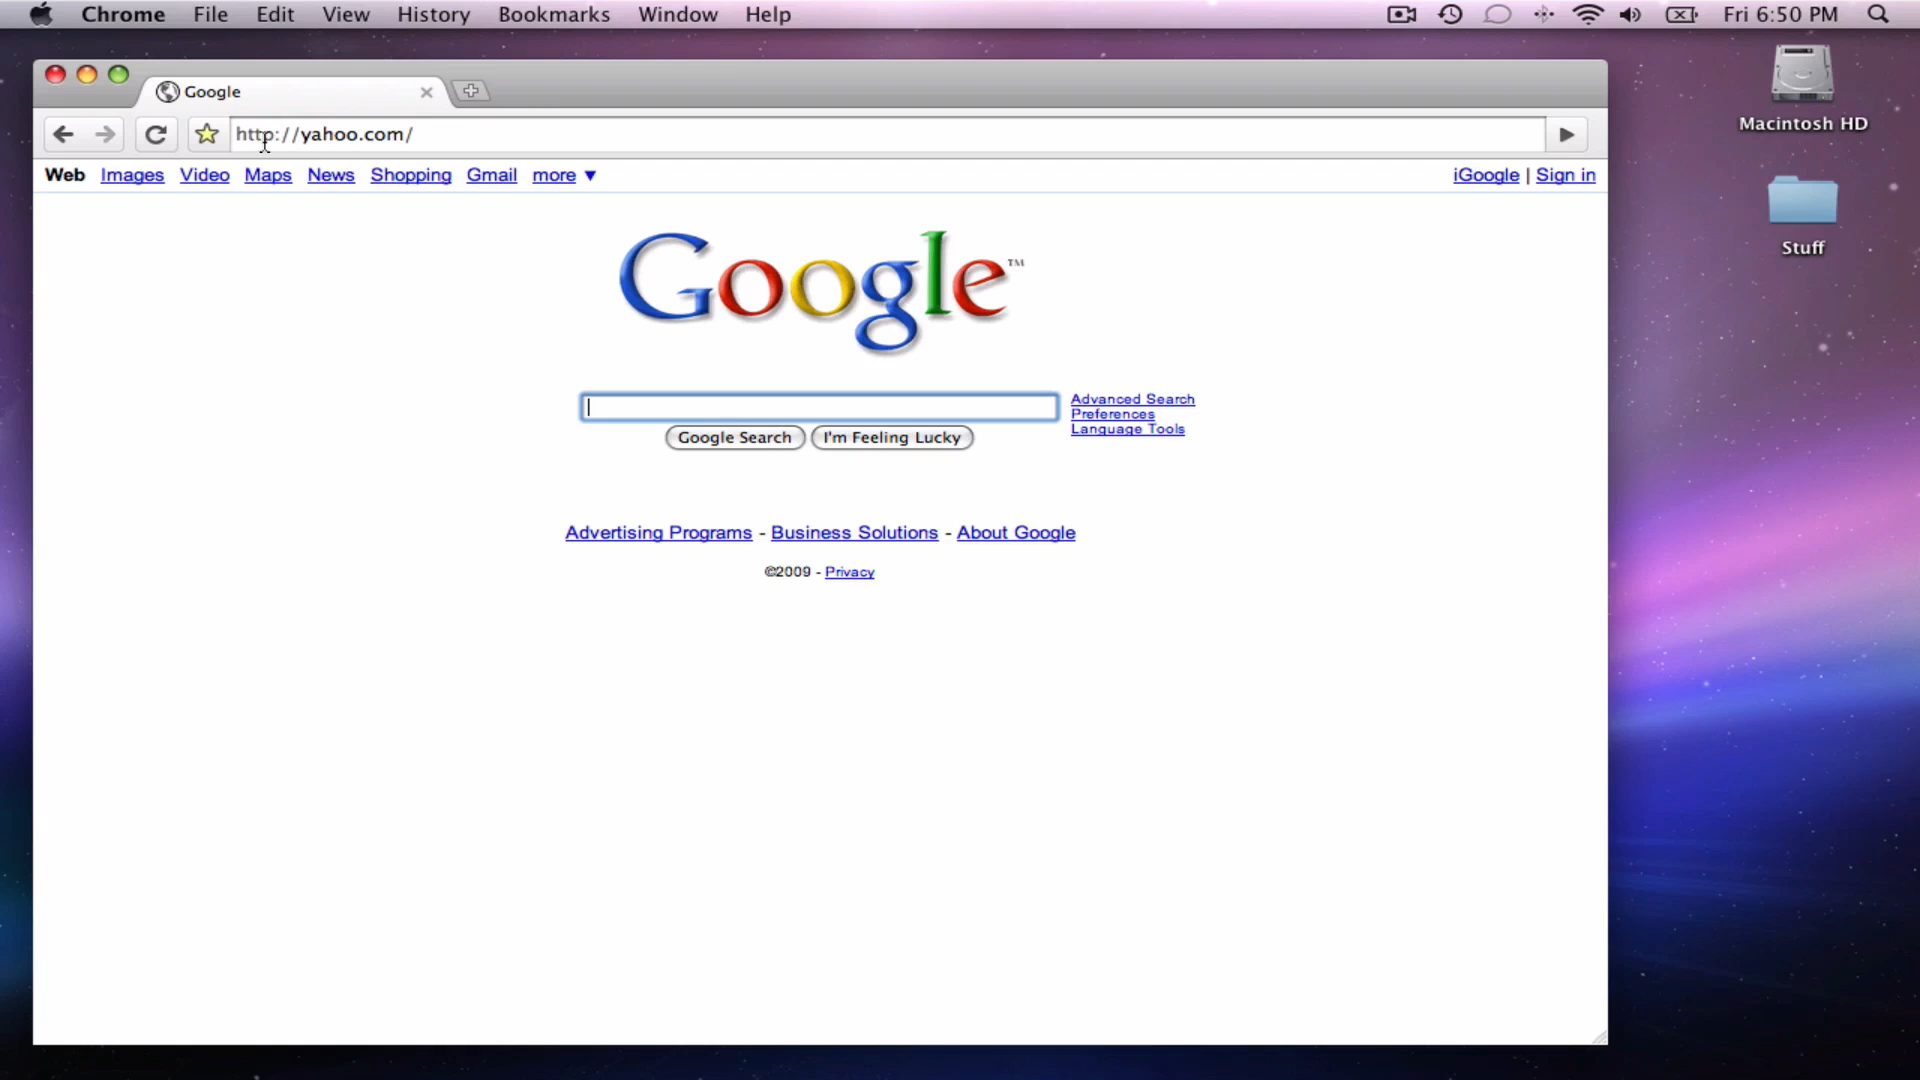 Chrome File Edit View History Bookmarks Window Help Fri 6:50 PM
Macintosh HD
Stuff
Google
http://yahoo.com/
Web Images Video Maps News Shopping Gmail more ▼ iGoogle | Sign in
Google™
Advanced Search
Preferences
Language Tools
Google Search I'm Feeling Lucky
Advertising Programs - Business Solutions - About Google
©2009 - Privacy